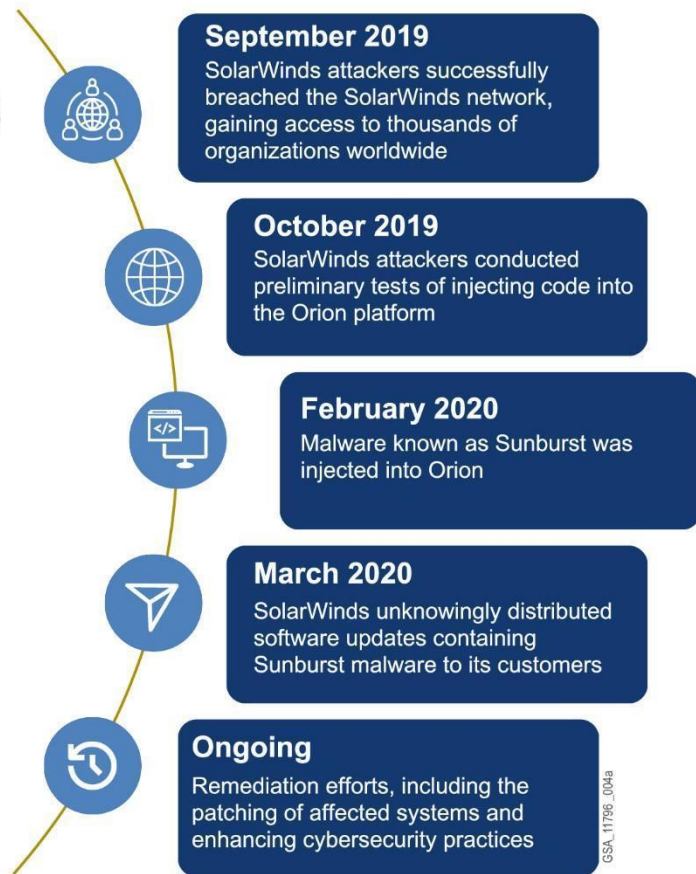 September 2019
SolarWinds attackers successfully
breached the SolarWinds network,
gaining access to thousands of
organizations worldwide
October 2019
SolarWinds attackers conducted
preliminary tests of injecting code into
the Orion platform
</>
February 2020
Malware known as Sunburst was
injected into Orion
March 2020
SolarWinds unknowingly distributed
software updates containing
Sunburst malware to its customers
Ongoing
Remediation efforts, including the
patching of affected systems and
enhancing cybersecurity practices
GSA_11796 _004a